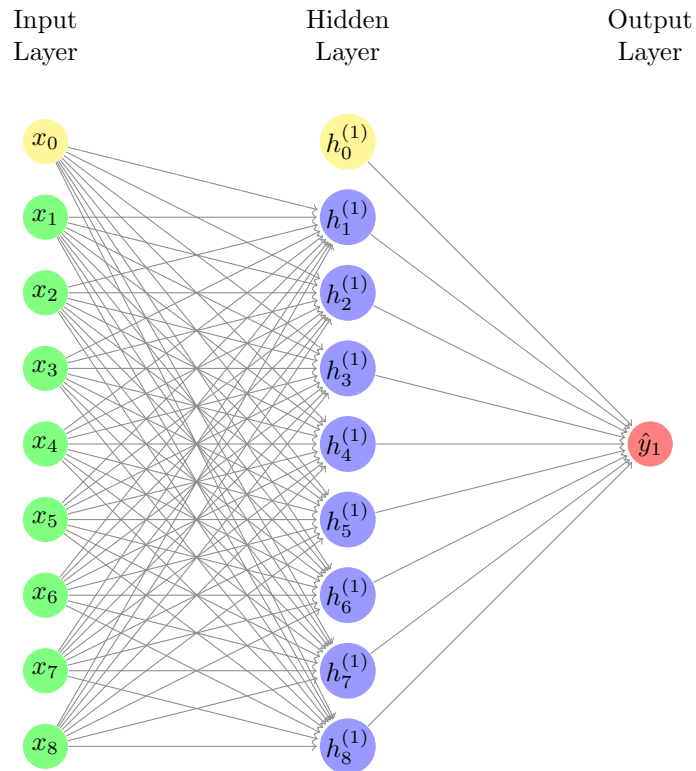 Input Hidden Output
Layer Layer Layer
x₀ h₀⁽¹⁾
x₁ h₁⁽¹⁾
x₂ h₂⁽¹⁾
x₃ h₃⁽¹⁾
x₄ h₄⁽¹⁾ ŷ₁
x₅ h₅⁽¹⁾
x₆ h₆⁽¹⁾
x₇ h₇⁽¹⁾
x₈ h₈⁽¹⁾